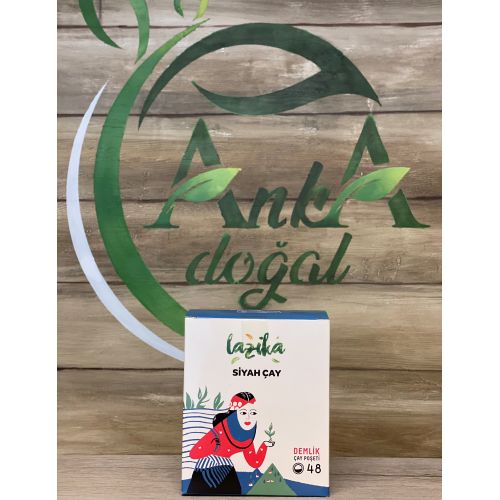 AnkA
doğal
lazika
SİYAH ÇAY
DEMLİK
ÇAY POŞETİ
48